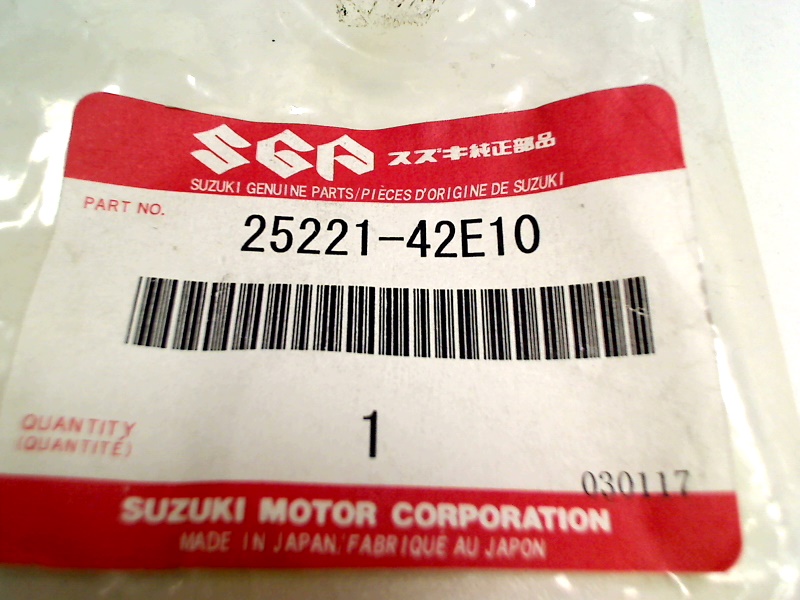 SGP スズキ純正部品
SUZUKI GENUINE PARTS/PIÈCES D'ORIGINE DE SUZUKI
PART NO.
25221-42E10
QUANTITY
(QUANTITÉ)
1
030117
SUZUKI MOTOR CORPORATION
MADE IN JAPAN/FABRIQUÉ AU JAPON